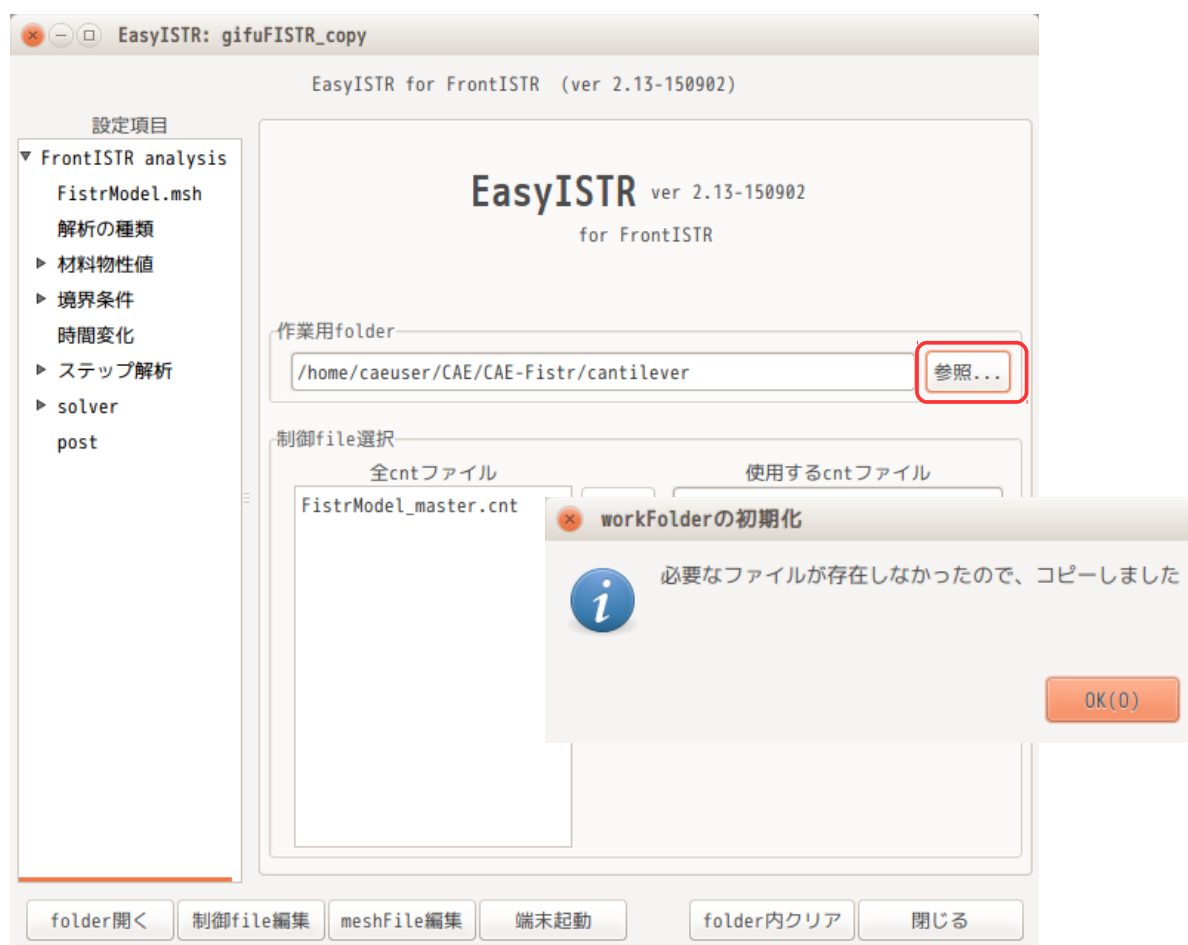 EasyISTR: gifuFISTR_copy
EasyISTR for FrontISTR (ver 2.13-150902)
設定項目
FrontISTR analysis
FistrModel.msh
解析の種類
材料物性値
境界条件
時間変化
ステップ解析
solver
post
EasyISTR ver 2.13-150902
for FrontISTR
作業用folder
/home/caeuser/CAE/CAE-Fistr/cantilever
参照...
制御file選択
全cntファイル
使用するcntファイル
FistrModel_master.cnt
workFolderの初期化
必要なファイルが存在しなかったので、コピーしました
OK(O)
folder開く 制御file編集 meshFile編集 端末起動 folder内クリア 閉じる